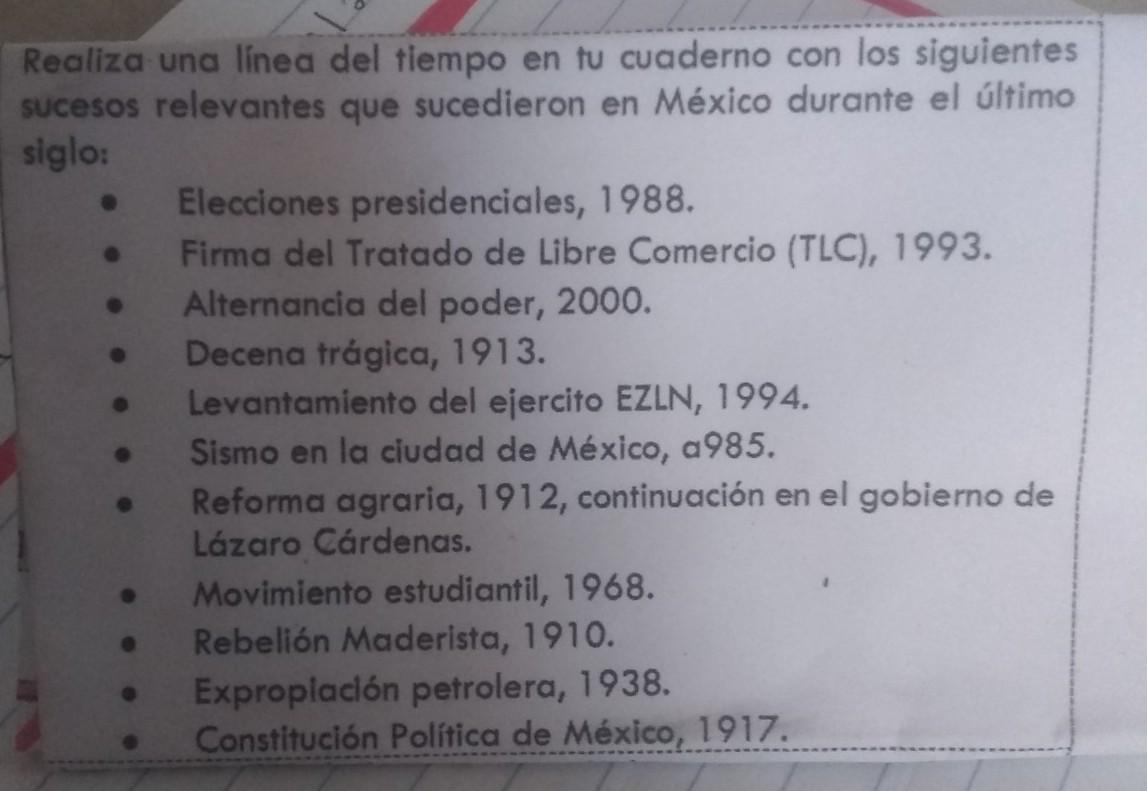 Realiza una línea del tiempo en tu cuaderno con los siguientes
sucesos relevantes que sucedieron en México durante el último
siglo:
• Elecciones presidenciales, 1988.
• Firma del Tratado de Libre Comercio (TLC), 1993.
• Alternancia del poder, 2000.
• Decena trágica, 1913.
• Levantamiento del ejercito EZLN, 1994.
• Sismo en la ciudad de México, a985.
• Reforma agraria, 1912, continuación en el gobierno de
Lázaro Cárdenas.
• Movimiento estudiantil, 1968.
• Rebelión Maderista, 1910.
• Expropiación petrolera, 1938.
• Constitución Política de México, 1917.